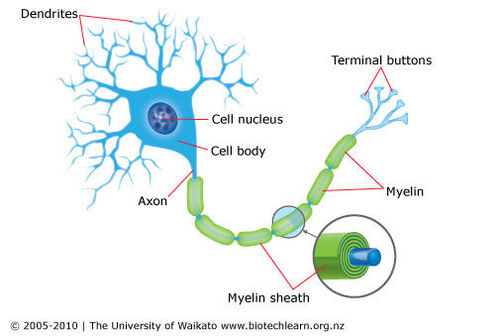 Dendrites
Terminal buttons
Cell nucleus
Cell body
Axon
Myelin
Myelin sheath
© 2005-2010 | The University of Waikato www.biotechlearn.org.nz